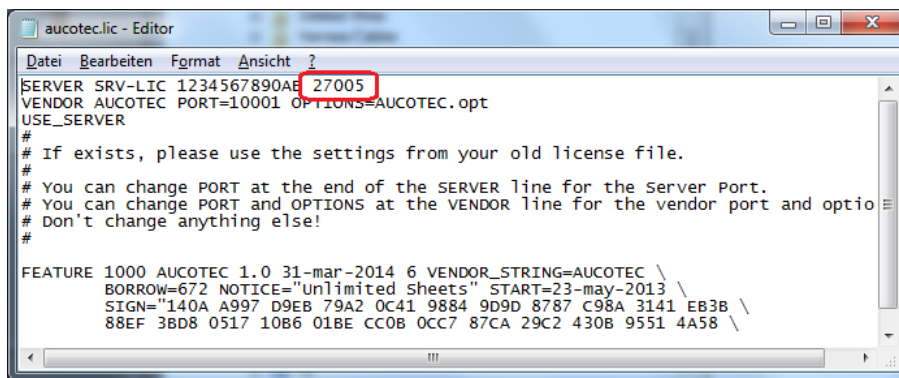 aucotec.lic - Editor
Datei Bearbeiten Format Ansicht ?
SERVER SRV-LIC 1234567890AB 27005
VENDOR AUCOTEC PORT=10001 OPTIONS=AUCOTEC.opt
USE_SERVER
#
# If exists, please use the settings from your old license file.
#
# You can change PORT at the end of the SERVER line for the Server Port.
# You can change PORT and OPTIONS at the VENDOR line for the vendor port and optio
# Don't change anything else!
#
FEATURE 1000 AUCOTEC 1.0 31-mar-2014 6 VENDOR_STRING=AUCOTEC \
BORROW=672 NOTICE="Unlimited Sheets" START=23-may-2013 \
SIGN="140A A997 D9EB 79A2 0C41 9884 9D9D 8787 C98A 3141 EB3B \
88EF 3BD8 0517 10B6 01BE CC0B 0CC7 87CA 29C2 430B 9551 4A58 \